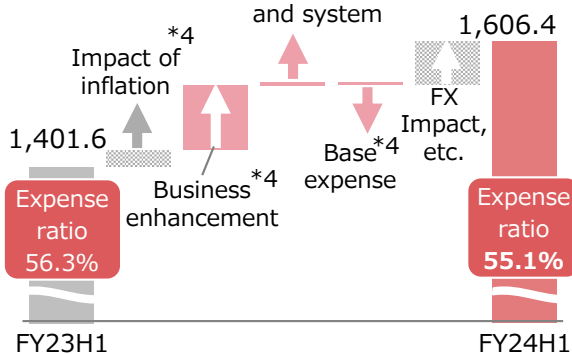 and system
1,606.4
Impact of
inflation*4
1,401.6
FX
Impact,
etc.
Base*4
expense
Business*4
enhancement
Expense
ratio
56.3%
Expense
ratio
55.1%
FY23H1
FY24H1